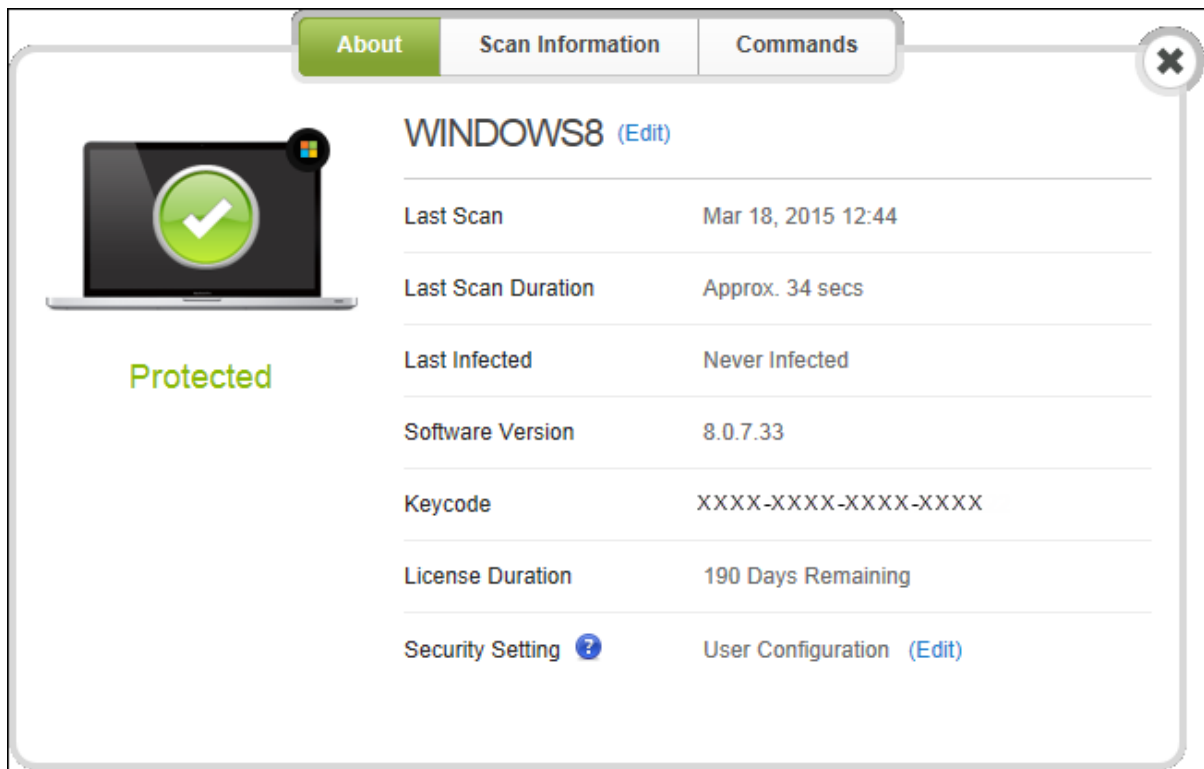 About Scan Information Commands
WINDOWS8 (Edit)
Last Scan Mar 18, 2015 12:44
Last Scan Duration Approx. 34 secs
Last Infected Never Infected
Software Version 8.0.7.33
Keycode XXXX-XXXX-XXXX-XXXX
License Duration 190 Days Remaining
Security Setting ? User Configuration (Edit)
Protected